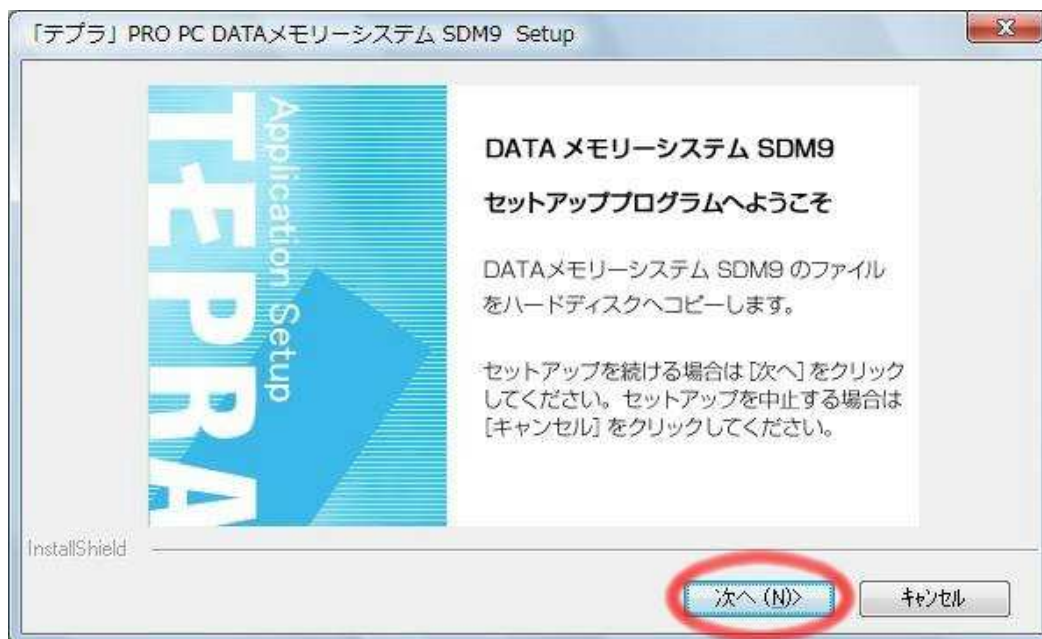 「テプラ」PRO PC DATAメモリーシステム SDM9 Setup
T·EPRA
Application Setup
DATA メモリーシステム SDM9
セットアッププログラムへようこそ
DATAメモリーシステム SDM9 のファイル
をハードディスクへコピーします。
セットアップを続ける場合は [次へ] をクリック
してください。セットアップを中止する場合は
[キャンセル] をクリックしてください。
InstallShield
次へ (N)>
キャンセル